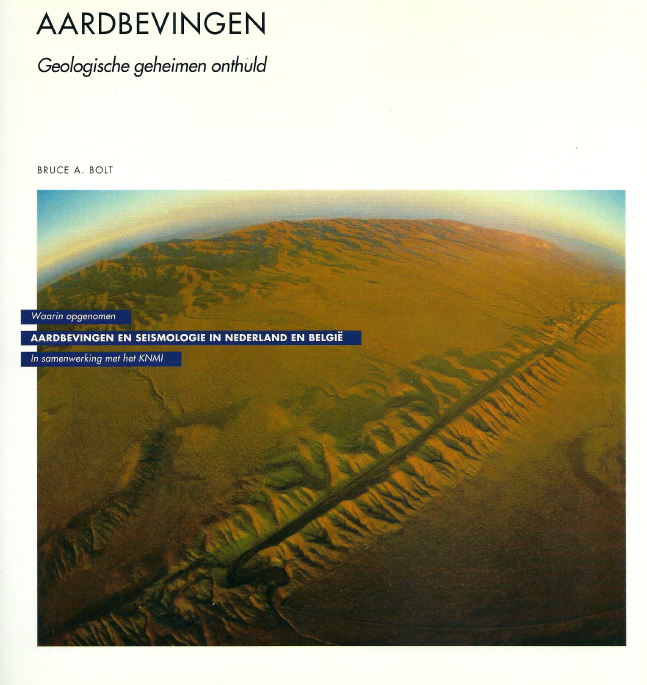 AARDBEVINGEN
Geologische geheimen onthuld
BRUCE A. BOLT
Waarin opgenomen
AARDBEVINGEN EN SEISMOLOGIE IN NEDERLAND EN BELGIË
In samenwerking met het KNMI